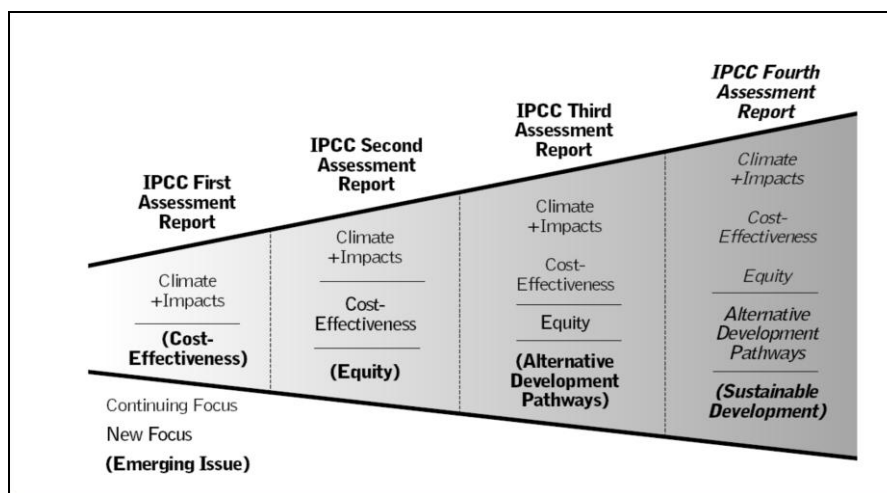 IPCC First
Assessment
Report
Climate
+Impacts
(Cost-
Effectiveness)
IPCC Second
Assessment
Report
Climate
+Impacts
Cost-
Effectiveness
(Equity)
IPCC Third
Assessment
Report
Climate
+Impacts
Cost-
Effectiveness
Equity
(Alternative
Development
Pathways)
IPCC Fourth
Assessment
Report
Climate
+Impacts
Cost-
Effectiveness
Equity
Alternative
Development
Pathways
(Sustainable
Development)
Continuing Focus
New Focus
(Emerging Issue)